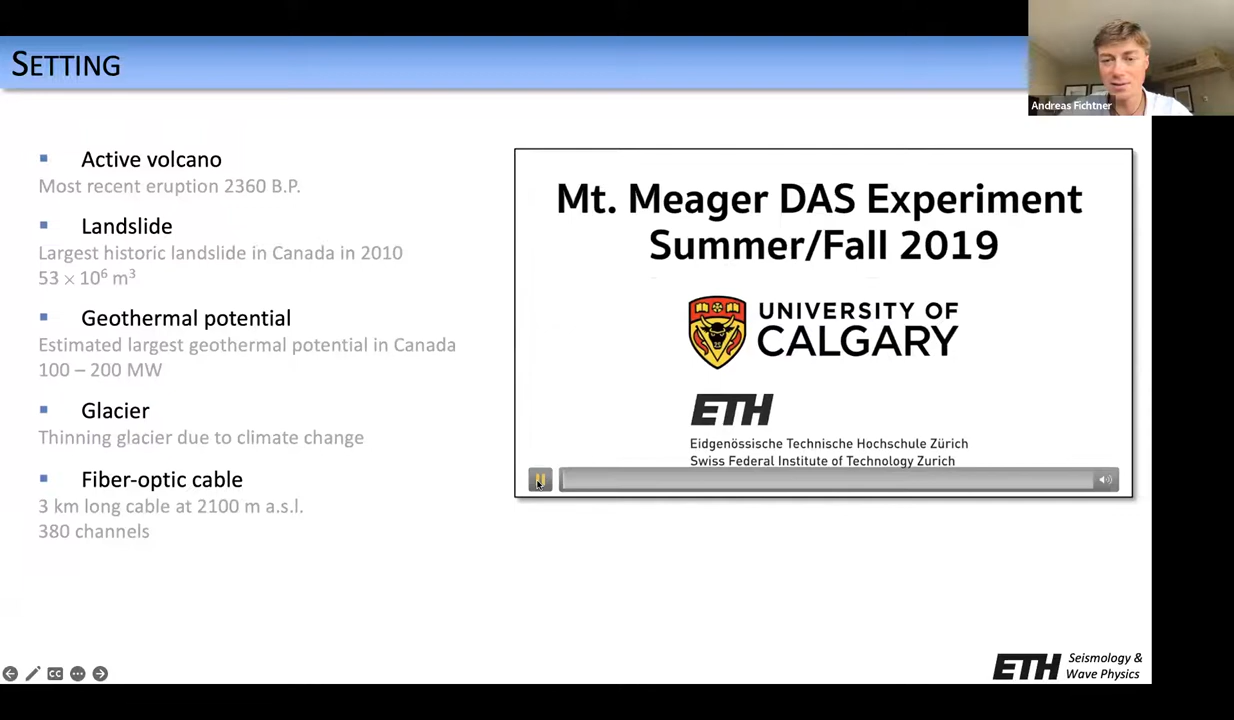 SETTING
Andreas Fichtner
Active volcano
Most recent eruption 2360 B.P.
Landslide
Largest historic landslide in Canada in 2010
53 × 10⁶ m³
Geothermal potential
Estimated largest geothermal potential in Canada
100 – 200 MW
Glacier
Thinning glacier due to climate change
Fiber-optic cable
3 km long cable at 2100 m a.s.l.
380 channels
Mt. Meager DAS Experiment
Summer/Fall 2019
UNIVERSITY OF
CALGARY
ETH
Eidgenössische Technische Hochschule Zürich
Swiss Federal Institute of Technology Zurich
CC
ETH Seismology &
Wave Physics